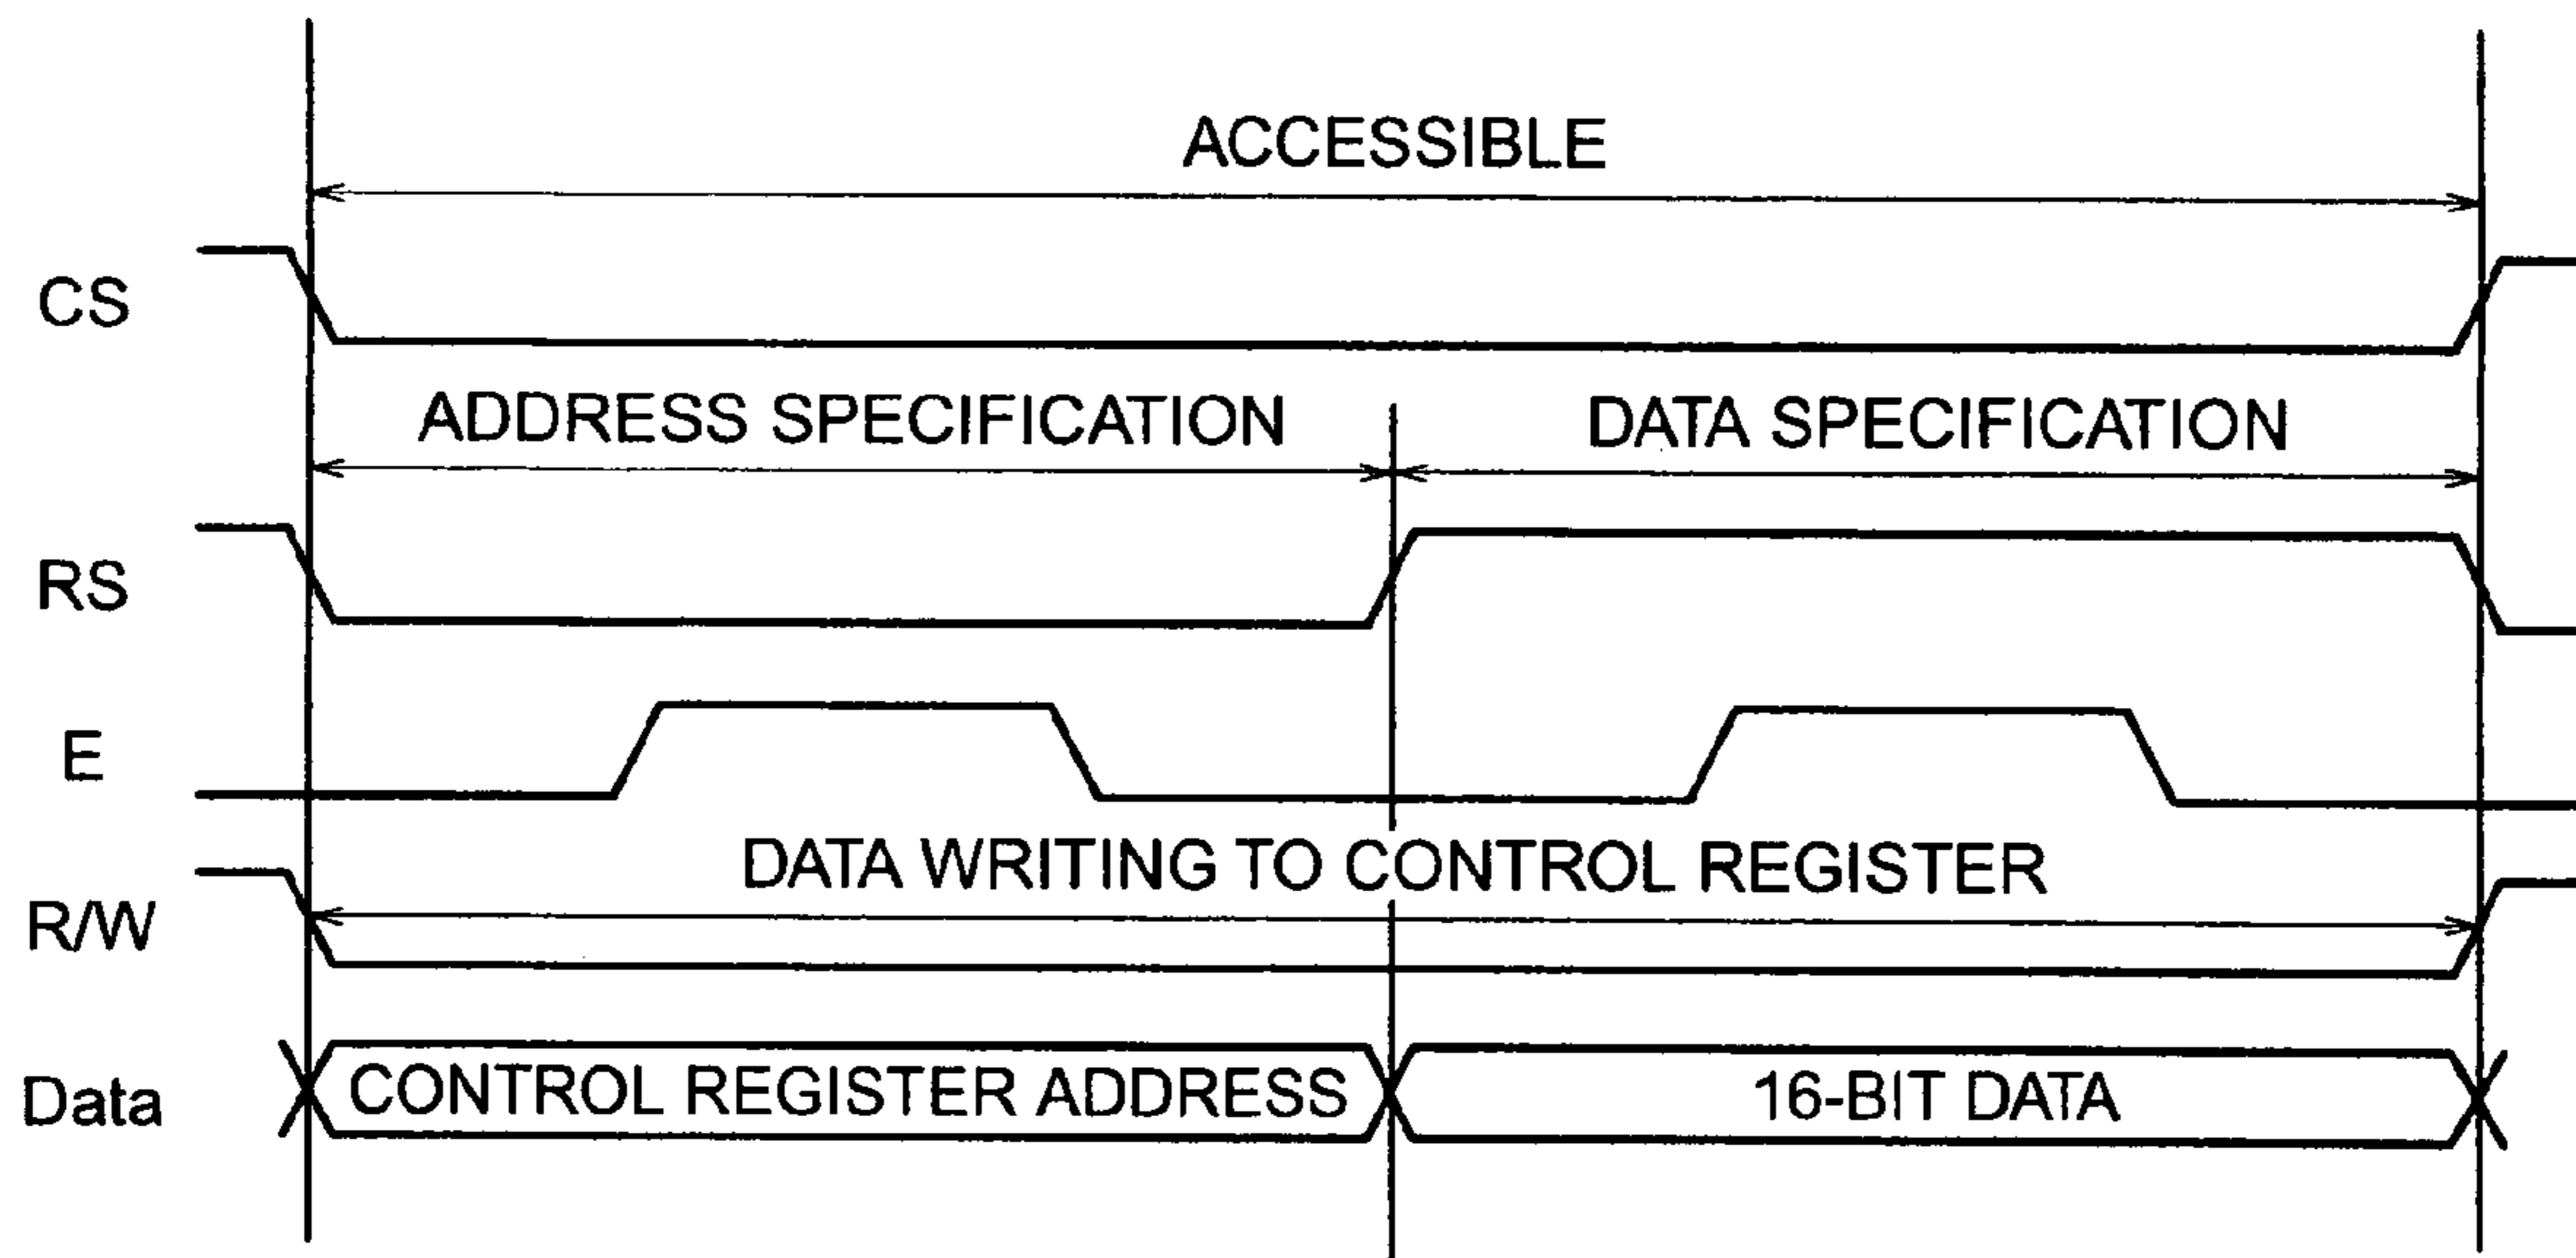 ACCESSIBLE
CS
ADDRESS SPECIFICATION DATA SPECIFICATION
RS
E
DATA WRITING TO CONTROL REGISTER
R/W
Data CONTROL REGISTER ADDRESS 16-BIT DATA